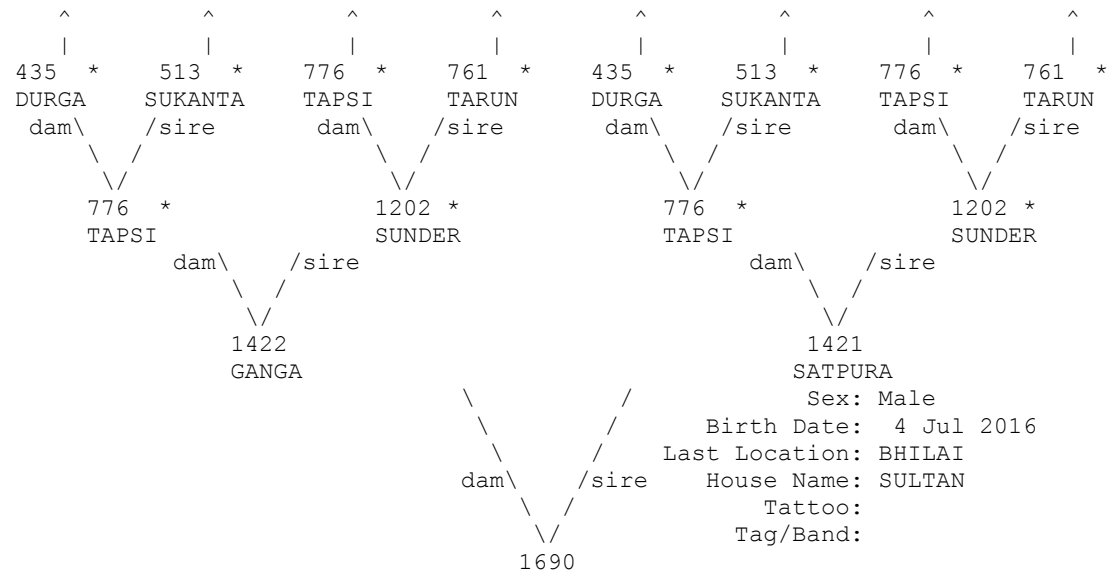 ^ ^ ^ ^ ^ ^ ^ ^
| | | | | | | |
435 * 513 * 776 * 761 * 435 * 513 * 776 * 761 *
DURGA SUKANTA TAPSI TARUN DURGA SUKANTA TAPSI TARUN
dam\ /sire dam\ /sire dam\ /sire dam\ /sire
\ / \ / \ / \ /
\/ \/ \/ \/
776 * 1202 * 776 * 1202 *
TAPSI SUNDER TAPSI SUNDER
dam\ /sire dam\ /sire
\ / \ /
\/ \/
1422 1421
GANGA SATPURA
\ / Sex: Male
\ / Birth Date: 4 Jul 2016
\ / Last Location: BHILAI
dam\ /sire House Name: SULTAN
\ / Tattoo:
\/ Tag/Band:
1690